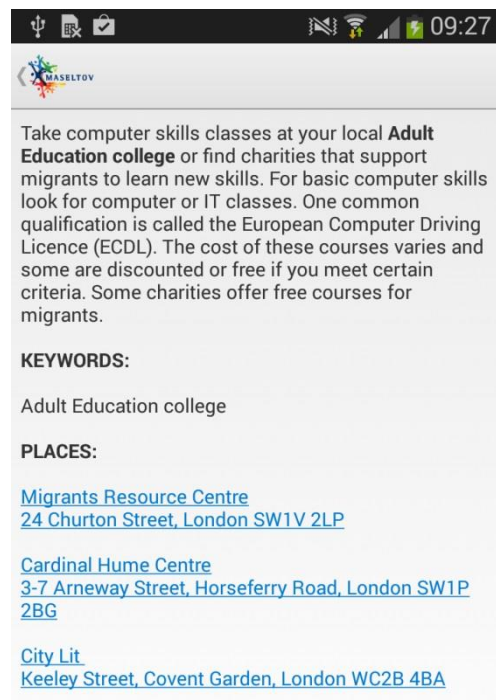 09:27
MASELTOV
Take computer skills classes at your local Adult
Education college or find charities that support
migrants to learn new skills. For basic computer skills
look for computer or IT classes. One common
qualification is called the European Computer Driving
Licence (ECDL). The cost of these courses varies and
some are discounted or free if you meet certain
criteria. Some charities offer free courses for
migrants.
KEYWORDS:
Adult Education college
PLACES:
Migrants Resource Centre
24 Churton Street, London SW1V 2LP
Cardinal Hume Centre
3-7 Arneway Street, Horseferry Road, London SW1P
2BG
City Lit
Keeley Street, Covent Garden, London WC2B 4BA